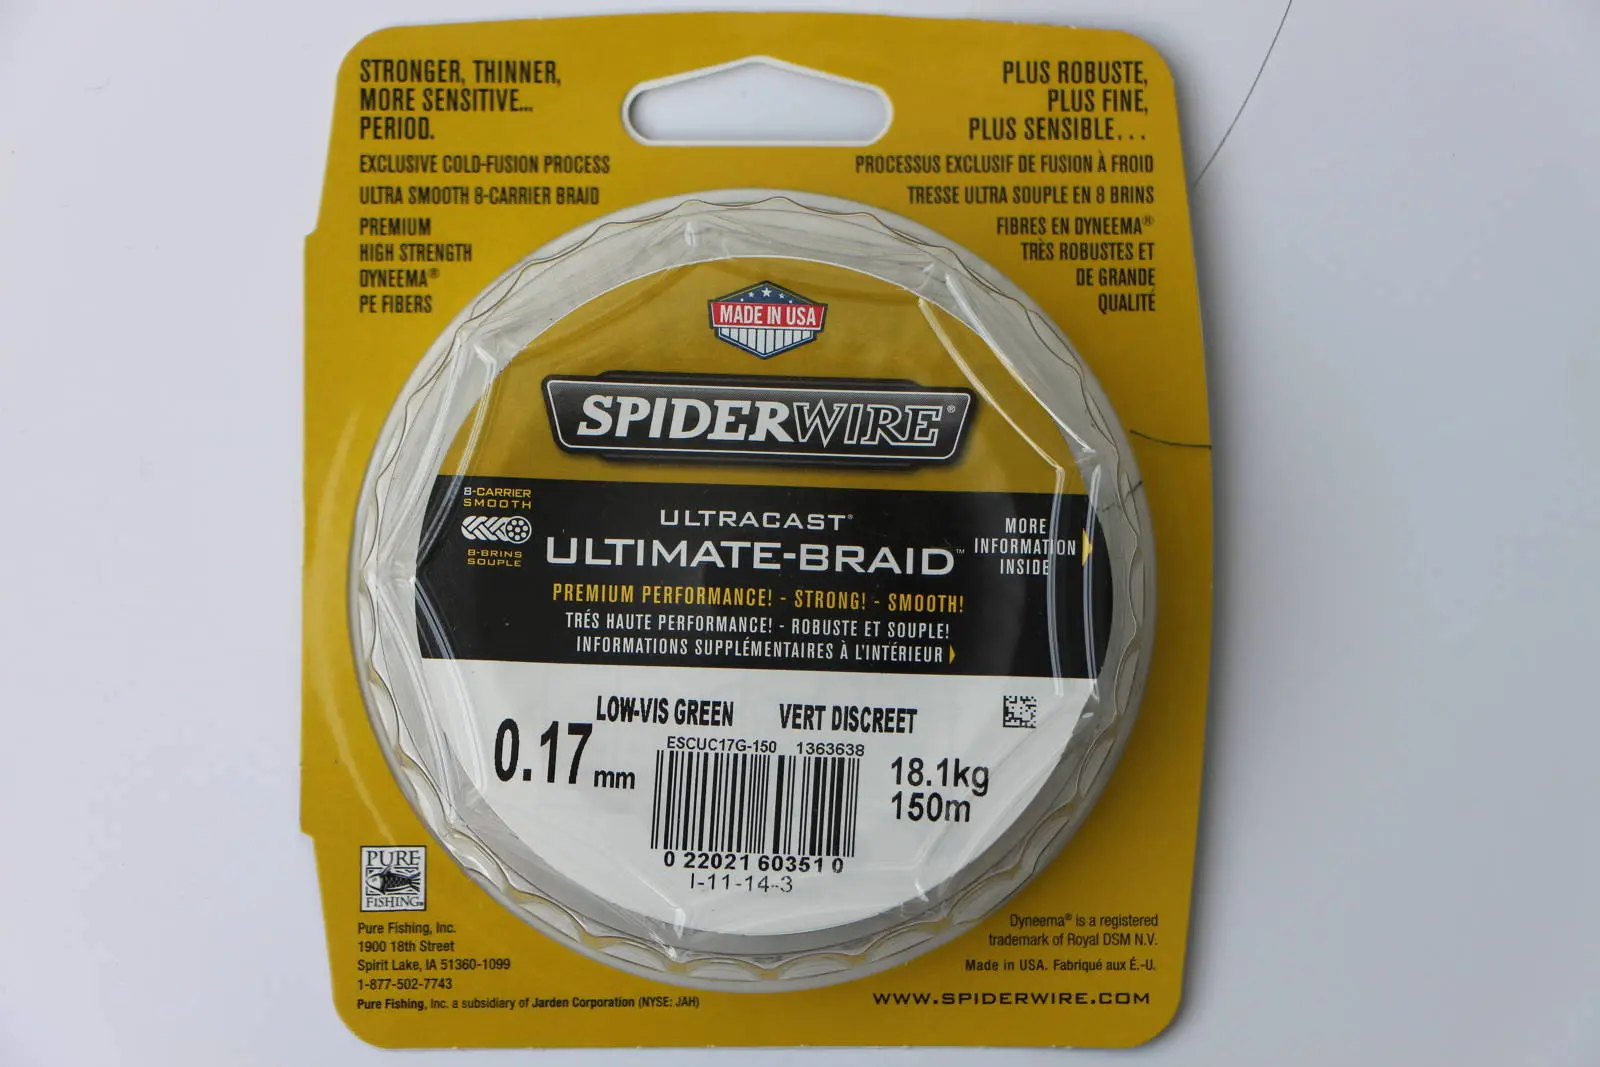 STRONGER, THINNER,
MORE SENSITIVE...
PERIOD.
EXCLUSIVE COLD-FUSION PROCESS
ULTRA SMOOTH 8-CARRIER BRAID
PREMIUM
HIGH STRENGTH
DYNEEMA®
PE FIBERS
PLUS ROBUSTE,
PLUS FINE,
PLUS SENSIBLE...
PROCESSUS EXCLUSIF DE FUSION À FROID
TRESSE ULTRA SOUPLE EN 8 BRINS
FIBRES EN DYNEEMA®
TRÈS ROBUSTES ET
DE GRANDE
QUALITÉ
MADE IN USA
SPIDERWIRE®
8-CARRIER
SMOOTH
8-BRINS
SOUPLE
ULTRACAST®
ULTIMATE-BRAID™
MORE
INFORMATION
INSIDE
PREMIUM PERFORMANCE! - STRONG! - SMOOTH!
TRÉS HAUTE PERFORMANCE! - ROBUSTE ET SOUPLE!
INFORMATIONS SUPPLÉMENTAIRES À L'INTÉRIEUR
LOW-VIS GREEN VERT DISCREET
0.17 mm
ESCUC17G-150 1363638
18.1kg
150m
0 22021 60351 0
I-11-14-3
PURE
FISHING
Pure Fishing, Inc.
1900 18th Street
Spirit Lake, IA 51360-1099
1-877-502-7743
Pure Fishing, Inc. a subsidiary of Jarden Corporation (NYSE: JAH)
Dyneema® is a registered
trademark of Royal DSM N.V.
Made in USA. Fabriqué aux É.-U.
WWW.SPIDERWIRE.COM